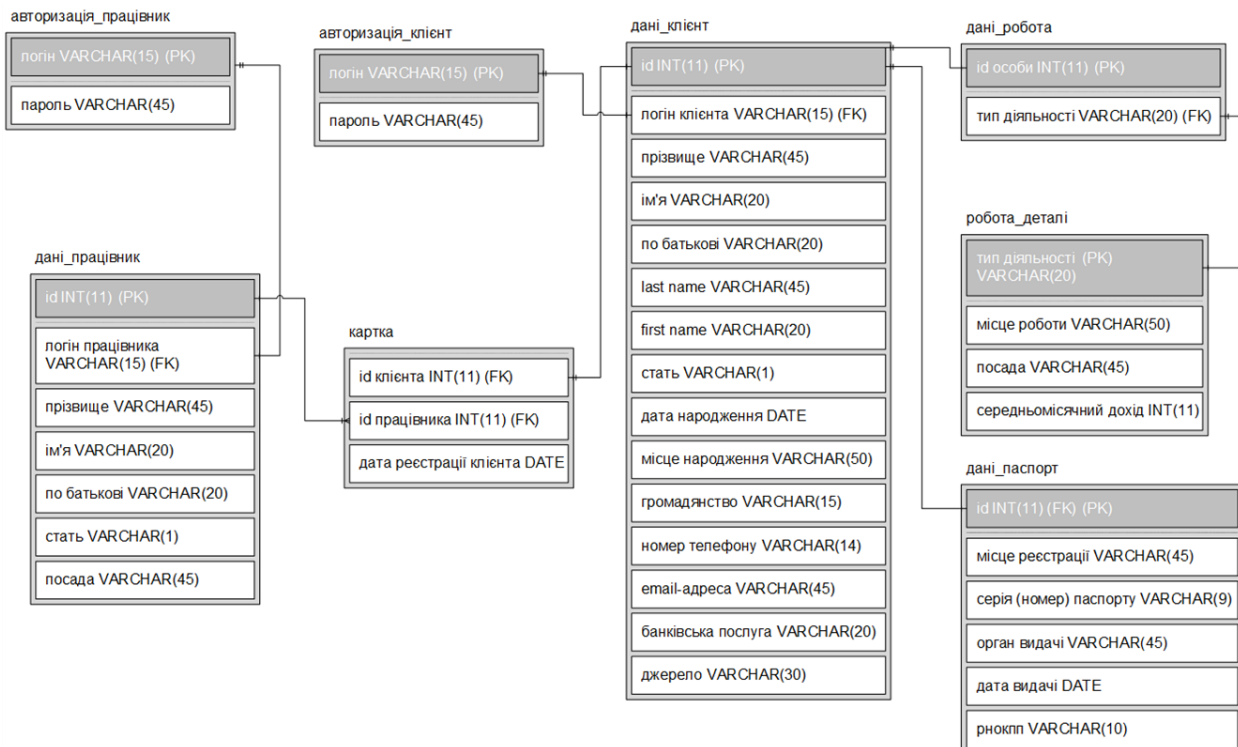 авторизація_працівник
погін VARCHAR(15) (PK)
пароль VARCHAR(45)
авторизація_клієнт
погін VARCHAR(15) (PK)
пароль VARCHAR(45)
дані_клієнт
id INT(11) (PK)
погін клієнта VARCHAR(15) (FK)
прізвище VARCHAR(45)
ім'я VARCHAR(20)
по батькові VARCHAR(20)
last name VARCHAR(45)
first name VARCHAR(20)
стать VARCHAR(1)
дата народження DATE
місце народження VARCHAR(50)
громадянство VARCHAR(15)
номер телефону VARCHAR(14)
email-адреса VARCHAR(45)
банківська послуга VARCHAR(20)
джерело VARCHAR(30)
дані_робота
id особи INT(11) (PK)
тип діяльності VARCHAR(20) (FK)
робота_деталі
тип діяльності (PK)
VARCHAR(20)
місце роботи VARCHAR(50)
посада VARCHAR(45)
середньомісячний дохід INT(11)
дані_працівник
id INT(11) (PK)
погін працівника
VARCHAR(15) (FK)
прізвище VARCHAR(45)
ім'я VARCHAR(20)
по батькові VARCHAR(20)
стать VARCHAR(1)
посада VARCHAR(45)
картка
id клієнта INT(11) (FK)
id працівника INT(11) (FK)
дата реєстрації клієнта DATE
дані_паспорт
id INT(11) (FK) (PK)
місце реєстрації VARCHAR(45)
серія (номер) паспорту VARCHAR(9)
орган видачі VARCHAR(45)
дата видачі DATE
рнокпп VARCHAR(10)